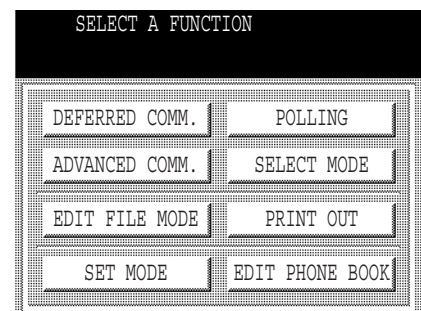 SELECT A FUNCTION
DEFERRED COMM. POLLING
ADVANCED COMM. SELECT MODE
EDIT FILE MODE PRINT OUT
SET MODE EDIT PHONE BOOK